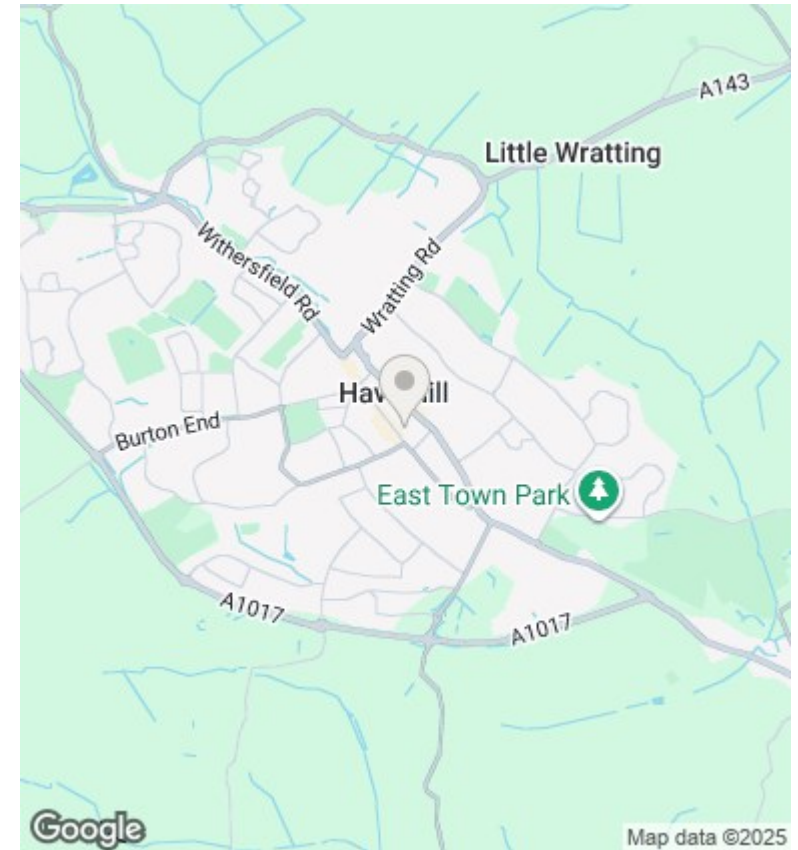 A143
Little Wratting
Withersfield Rd
Wratting Rd
Burton End
East Town Park
A1017
A1017
Google
Map data ©2025